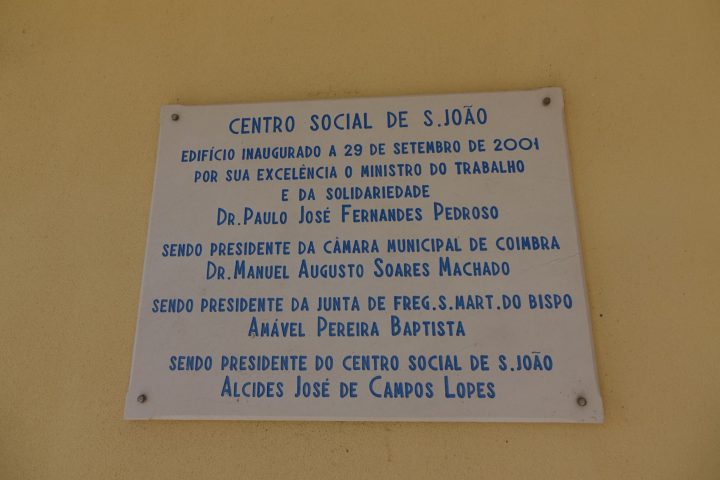 CENTRO SOCIAL DE S.JOÃO
EDIFÍCIO INAUGURADO A 29 DE SETEMBRO DE 2001
POR SUA EXCELÊNCIA O MINISTRO DO TRABALHO
E DA SOLIDARIEDADE
DR.PAULO JOSÉ FERNANDES PEDROSO
SENDO PRESIDENTE DA CÂMARA MUNICIPAL DE COIMBRA
DR.MANUEL AUGUSTO SOARES MACHADO
SENDO PRESIDENTE DA JUNTA DE FREG.S.MART.DO BISPO
AMÁVEL PEREIRA BAPTISTA
SENDO PRESIDENTE DO CENTRO SOCIAL DE S.JOÃO
ALCIDES JOSÉ DE CAMPOS LOPES